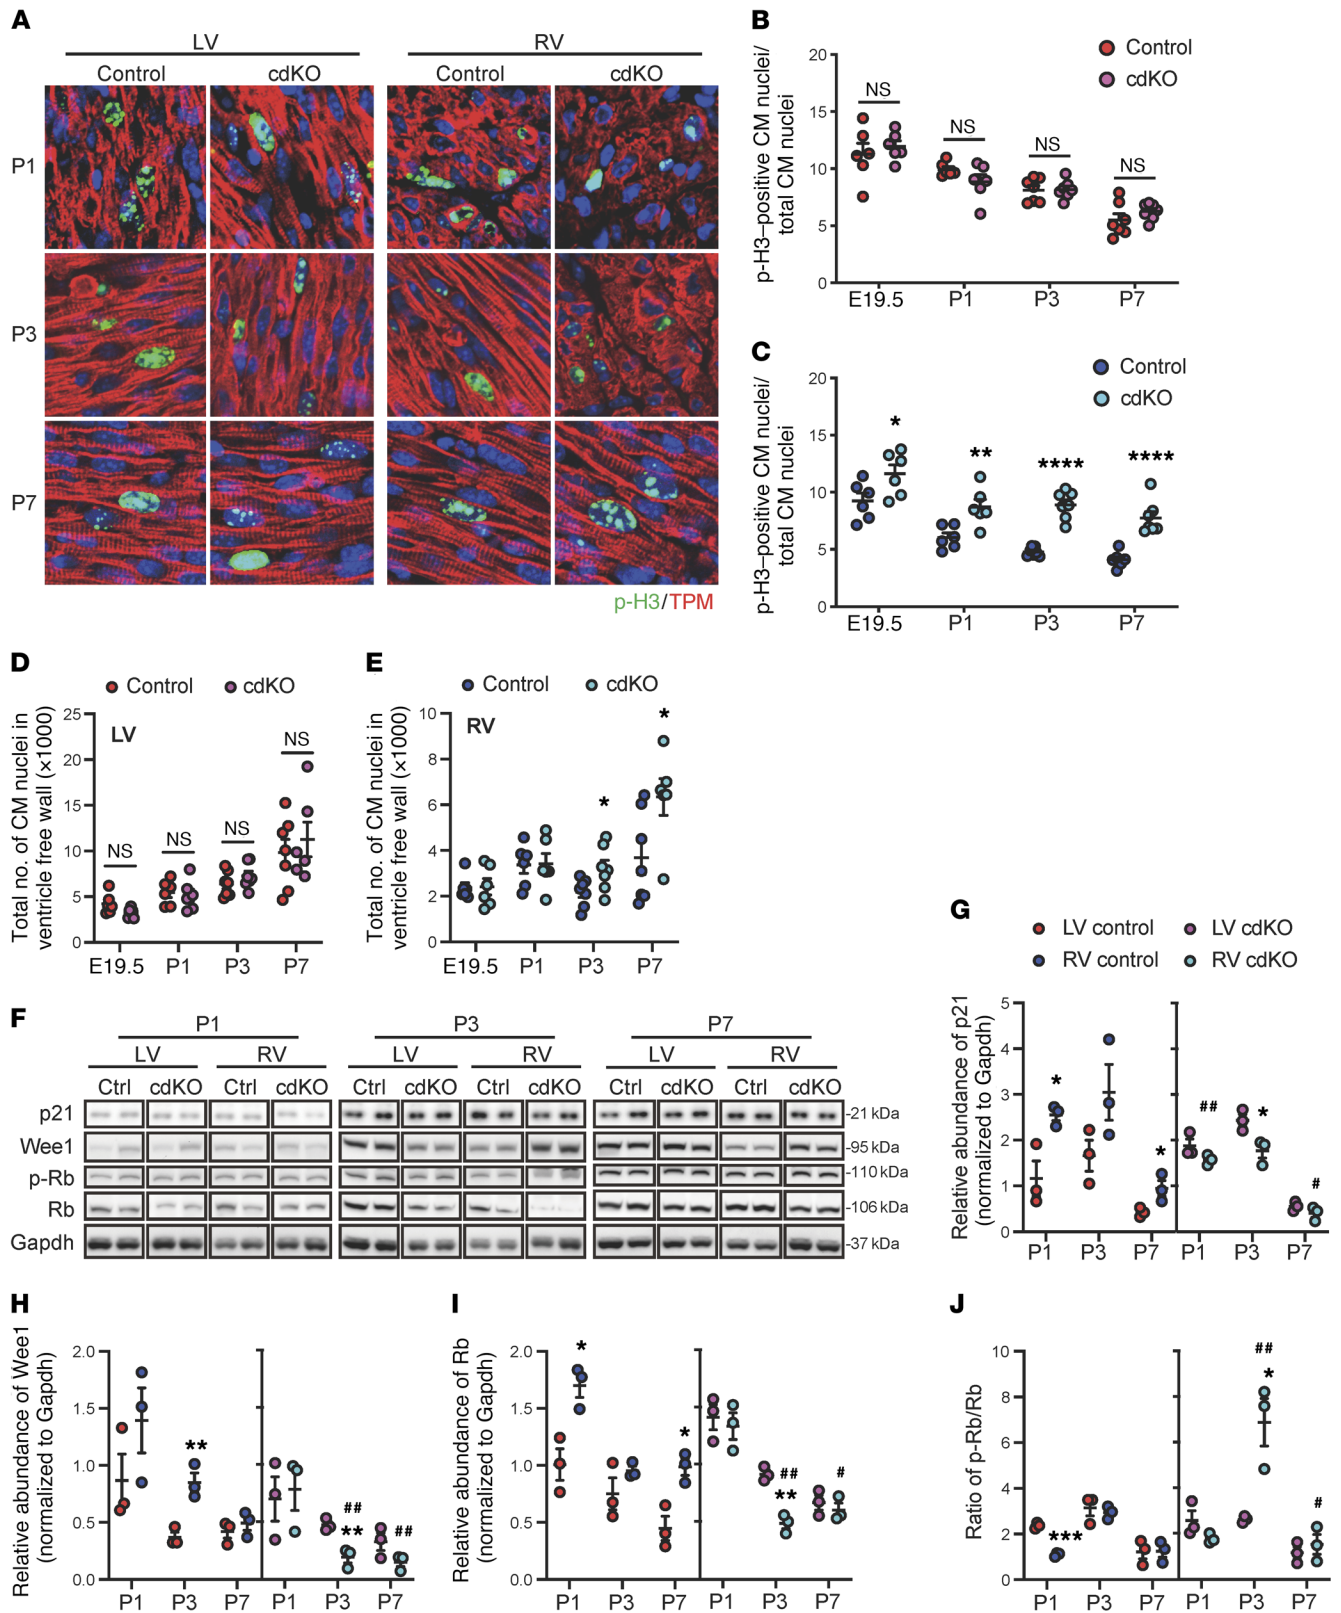 A
LV
RV
Control
cdKO
Control
cdKO
P1
P3
P7
p-H3/TPM
B
Control
cdKO
p-H3–positive CM nuclei/
total CM nuclei
20
15
10
5
0
NS
NS
NS
NS
E19.5
P1
P3
P7
C
Control
cdKO
p-H3–positive CM nuclei/
total CM nuclei
20
15
10
5
0
*
**
****
****
E19.5
P1
P3
P7
D
Control
cdKO
Total no. of CM nuclei in
ventricle free wall (×1000)
25
20
15
10
5
0
LV
NS
NS
NS
NS
E19.5
P1
P3
P7
E
Control
cdKO
Total no. of CM nuclei in
ventricle free wall (×1000)
10
8
6
4
2
0
RV
*
*
E19.5
P1
P3
P7
F
P1
P3
P7
LV
RV
LV
RV
LV
RV
Ctrl
cdKO
Ctrl
cdKO
Ctrl
cdKO
Ctrl
cdKO
Ctrl
cdKO
Ctrl
cdKO
p21
-21 kDa
Wee1
-95 kDa
p-Rb
-110 kDa
Rb
-106 kDa
Gapdh
-37 kDa
G
LV control
LV cdKO
RV control
RV cdKO
Relative abundance of p21
(normalized to Gapdh)
5
4
3
2
1
0
*
*
##
*
#
P1
P3
P7
P1
P3
P7
H
Relative abundance of Wee1
(normalized to Gapdh)
2.0
1.5
1.0
0.5
0.0
**
##
**
##
P1
P3
P7
P1
P3
P7
I
Relative abundance of Rb
(normalized to Gapdh)
2.0
1.5
1.0
0.5
0.0
*
*
##
**
#
P1
P3
P7
P1
P3
P7
J
Ratio of p-Rb/Rb
10
8
6
4
2
0
****
##
*
#
P1
P3
P7
P1
P3
P7